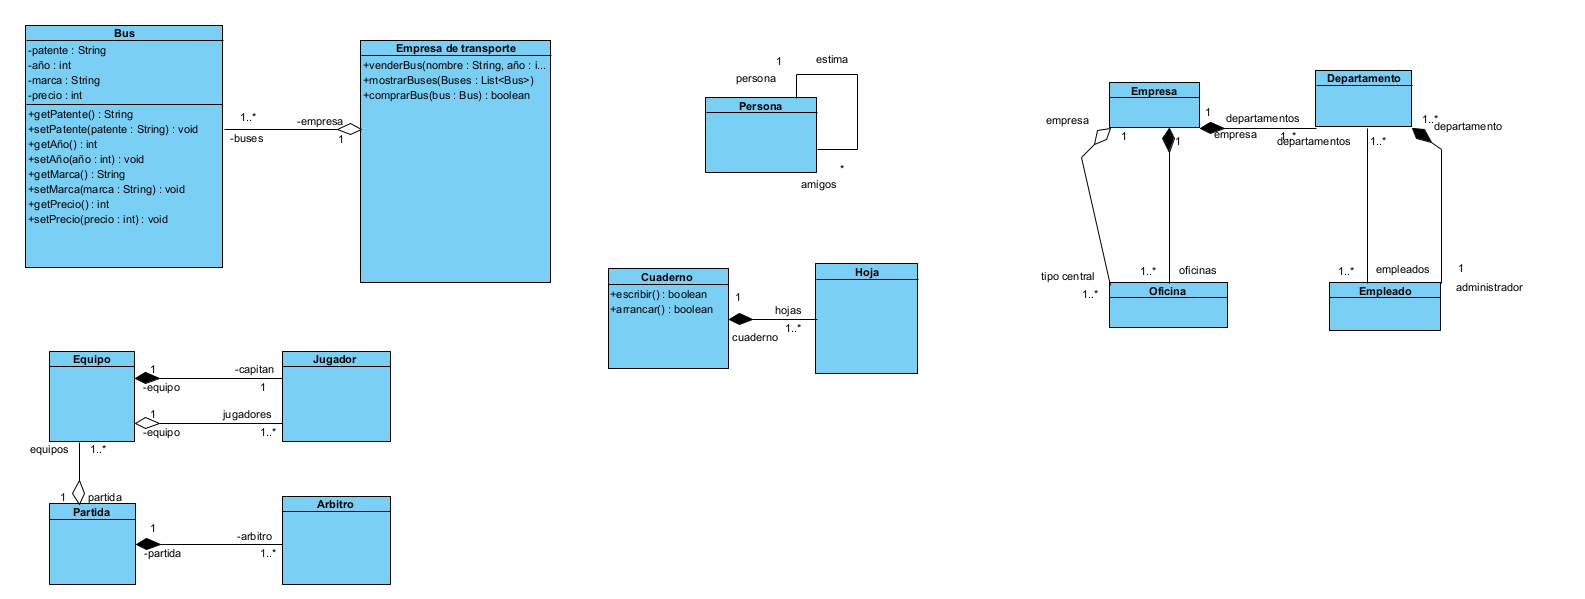 Bus
-patente : String
-año : int
-marca : String
-precio : int
+getPatente() : String
+setPatente(patente : String) : void
+getAño() : int
+setAño(año : int) : void
+getMarca() : String
+setMarca(marca : String) : void
+getPrecio() : int
+setPrecio(precio : int) : void
1..*
-buses
-empresa
1
Empresa de transporte
+venderBus(nombre : String, año : i...
+mostrarBuses(Buses : List<Bus>)
+comprarBus(bus : Bus) : boolean
1
estima
persona
Persona
*
amigos
Cuaderno
+escribir() : boolean
+arrancar() : boolean
1
hojas
1..*
cuaderno
Hoja
Empresa
Departamento
empresa
1
1
1
departamentos
empresa
1..*
departamentos
1..*
1..*
departamento
tipo central
1..*
1..*
oficinas
Oficina
1..*
empleados
1
administrador
Empleado
Equipo
1
-capitan
-equipo
1
Jugador
1
jugadores
-equipo
1..*
equipos
1..*
1
partida
Partida
1
-arbitro
-partida
1..*
Arbitro